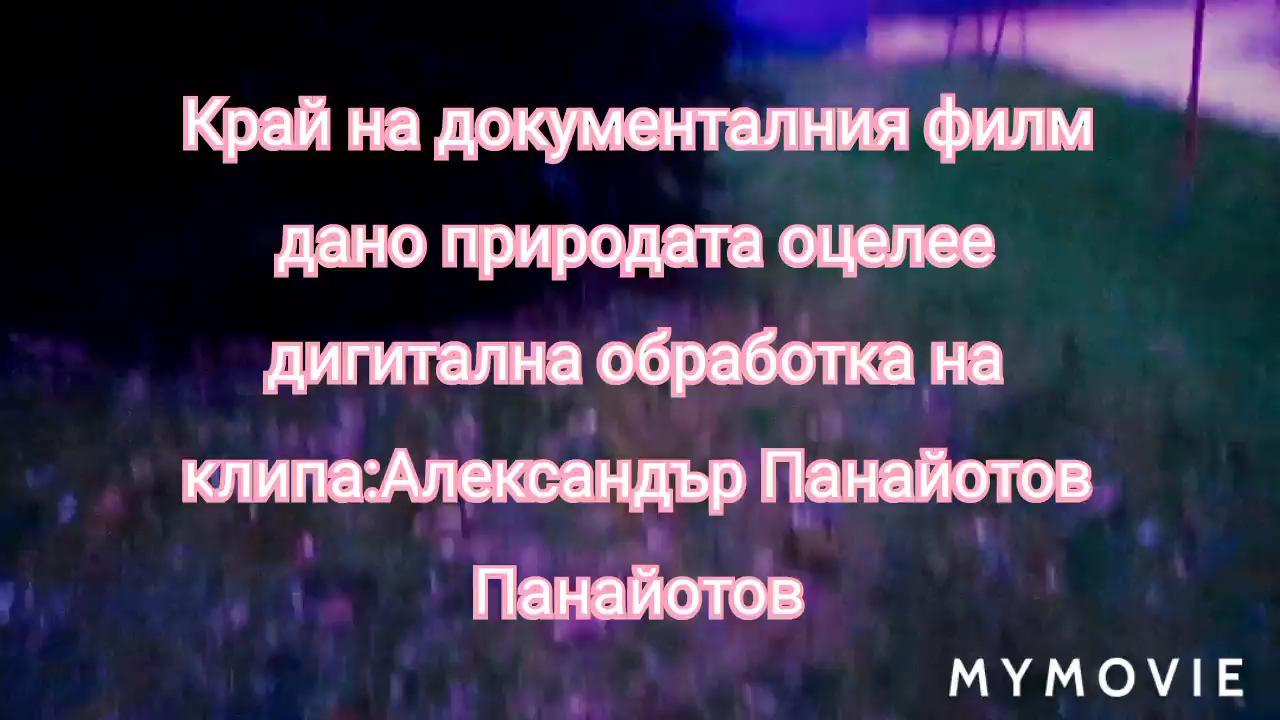 Край на документалния филм
дано природата оцелее
дигитална обработка на
клипа:Александър Панайотов
Панайотов
MYMOVIE